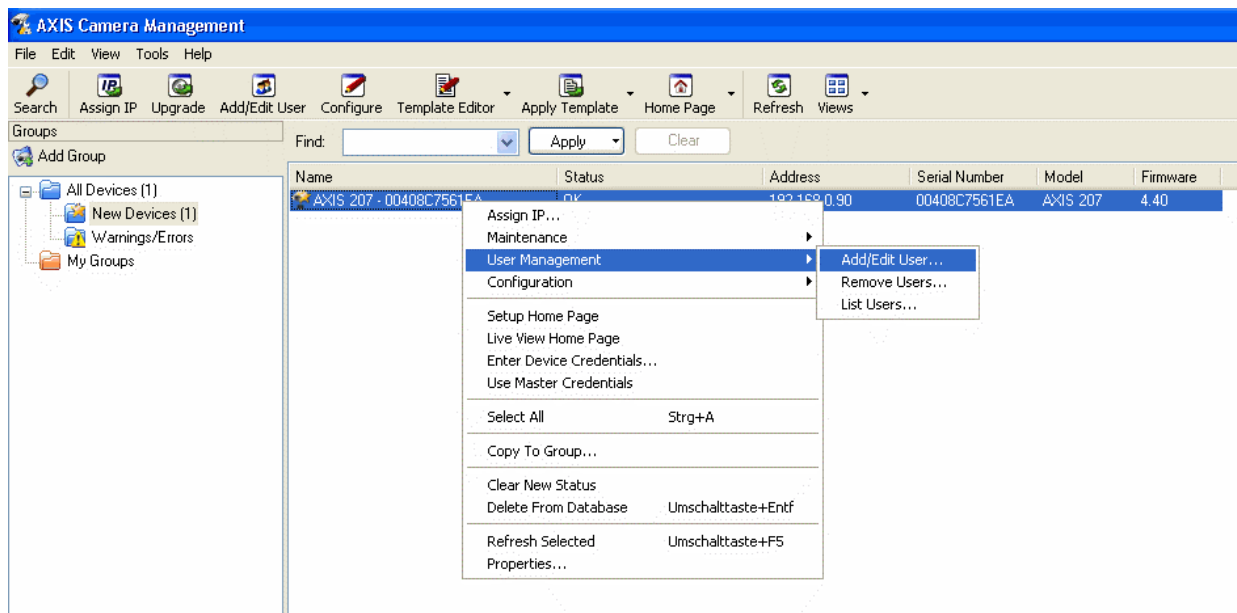 AXIS Camera Management
File Edit View Tools Help
Search Assign IP Upgrade Add/Edit User Configure Template Editor Apply Template Home Page Refresh Views
Groups
Add Group
All Devices (1)
New Devices (1)
Warnings/Errors
My Groups
Find: Apply Clear
Name Status Address Serial Number Model Firmware
AXIS 207 - 00408C7561EA OK 192.168.0.90 00408C7561EA AXIS 207 4.40
Assign IP...
Maintenance
User Management
Configuration
Setup Home Page
Live View Home Page
Enter Device Credentials...
Use Master Credentials
Select All Strg+A
Copy To Group...
Clear New Status
Delete From Database Umschalttaste+Entf
Refresh Selected Umschalttaste+F5
Properties...
Add/Edit User...
Remove Users...
List Users...